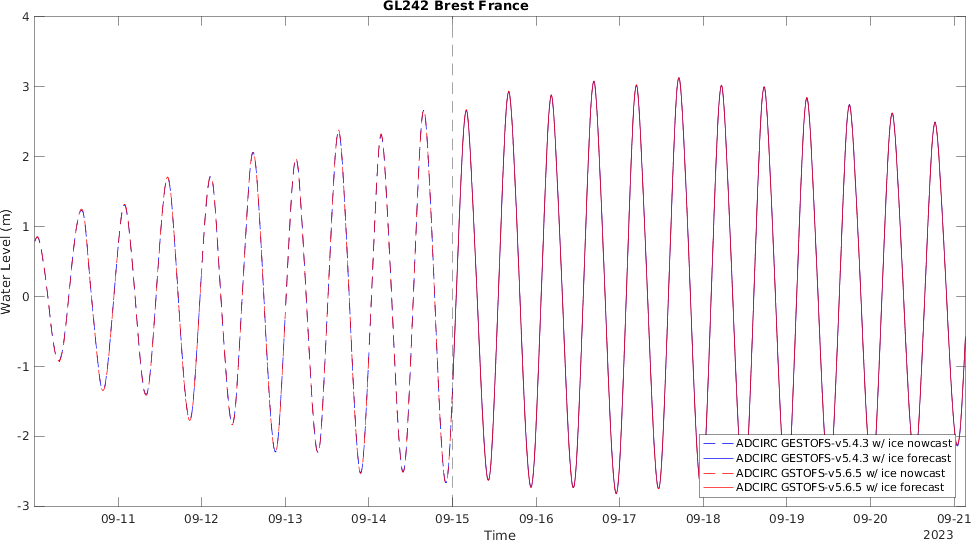 GL242 Brest France
Water Level (m)
4
3
2
1
0
-1
-2
-3
ADCIRC GESTOFS-v5.4.3 w/ ice nowcast
ADCIRC GESTOFS-v5.4.3 w/ ice forecast
ADCIRC GSTOFS-v5.6.5 w/ ice nowcast
ADCIRC GSTOFS-v5.6.5 w/ ice forecast
09-11 09-12 09-13 09-14 09-15 09-16 09-17 09-18 09-19 09-20 09-21
Time
2023